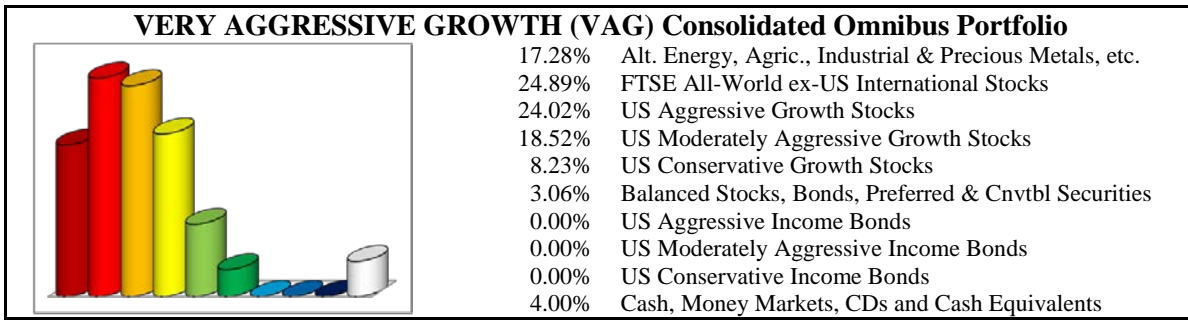 VERY AGGRESSIVE GROWTH (VAG) Consolidated Omnibus Portfolio
17.28% Alt. Energy, Agric., Industrial & Precious Metals, etc.
24.89% FTSE All-World ex-US International Stocks
24.02% US Aggressive Growth Stocks
18.52% US Moderately Aggressive Growth Stocks
8.23% US Conservative Growth Stocks
3.06% Balanced Stocks, Bonds, Preferred & Cnvtbl Securities
0.00% US Aggressive Income Bonds
0.00% US Moderately Aggressive Income Bonds
0.00% US Conservative Income Bonds
4.00% Cash, Money Markets, CDs and Cash Equivalents